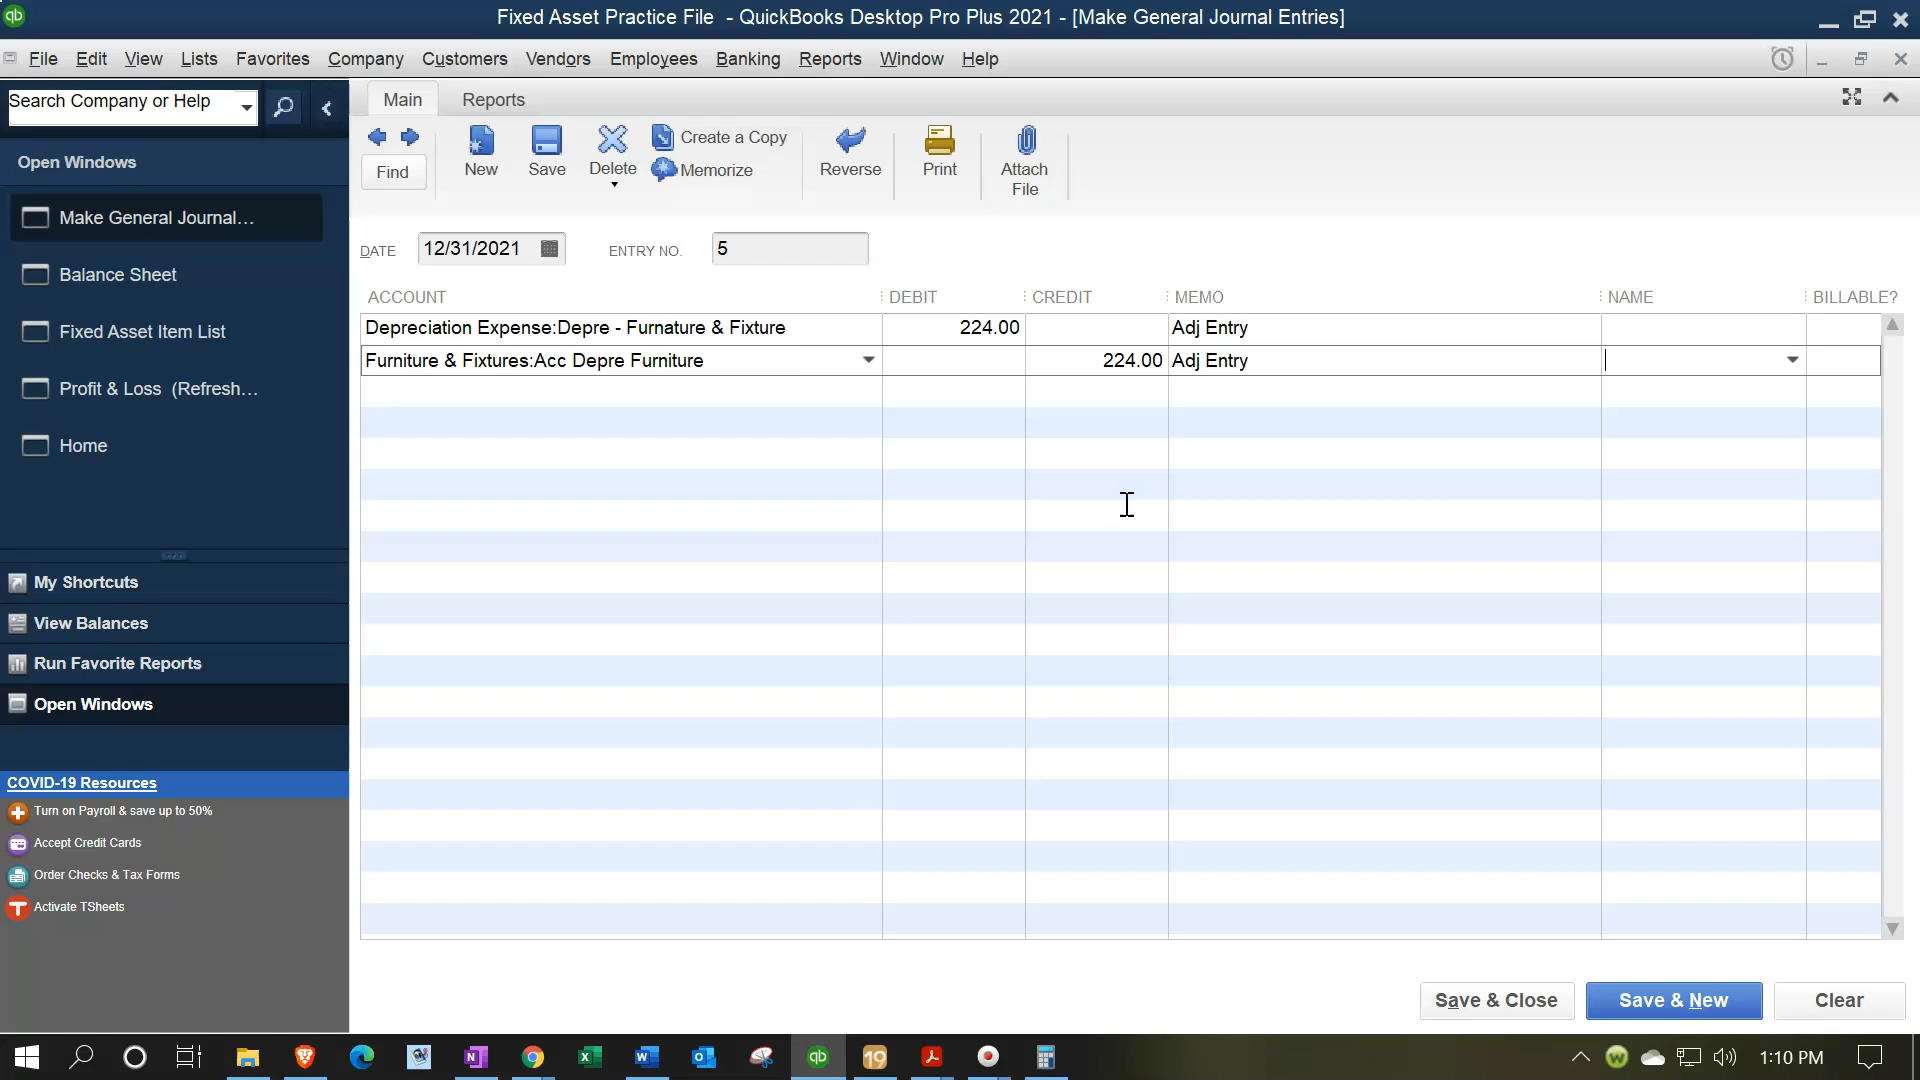 qb
Fixed Asset Practice File - QuickBooks Desktop Pro Plus 2021 - [Make General Journal Entries]
File Edit View Lists Favorites Company Customers Vendors Employees Banking Reports Window Help
Search Company or Help
Main Reports
Find
New
Save
Delete
Create a Copy
Memorize
Reverse
Print
Attach
File
Open Windows
Make General Journal...
Balance Sheet
Fixed Asset Item List
Profit & Loss (Refresh...
Home
My Shortcuts
View Balances
Run Favorite Reports
Open Windows
COVID-19 Resources
Turn on Payroll & save up to 50%
Accept Credit Cards
Order Checks & Tax Forms
Activate TSheets
DATE 12/31/2021 ENTRY NO. 5
ACCOUNT DEBIT CREDIT MEMO NAME BILLABLE?
Depreciation Expense:Depre - Furnature & Fixture 224.00 Adj Entry
Furniture & Fixtures:Acc Depre Furniture 224.00 Adj Entry
Save & Close Save & New Clear
qb 19
1:10 PM